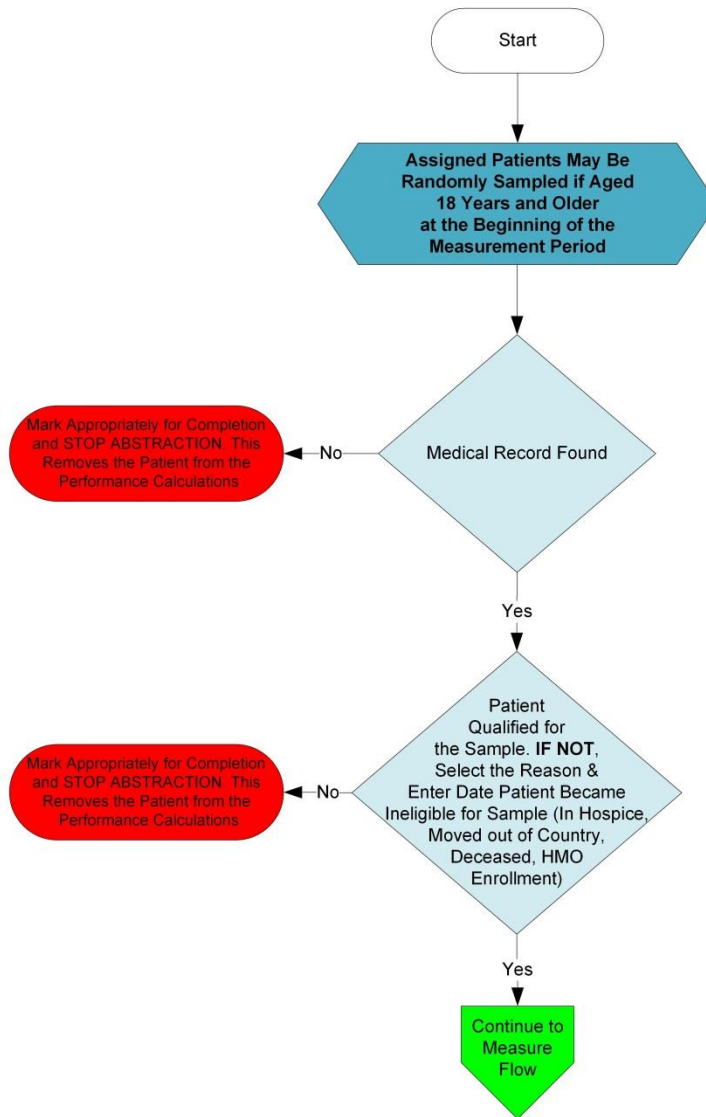 Start
Assigned Patients May Be
Randomly Sampled if Aged
18 Years and Older
at the Beginning of the
Measurement Period
Mark Appropriately for Completion
and STOP ABSTRACTION. This
Removes the Patient from the
Performance Calculations
No
Medical Record Found
Yes
Mark Appropriately for Completion
and STOP ABSTRACTION. This
Removes the Patient from the
Performance Calculations
No
Patient
Qualified for
the Sample. IF NOT,
Select the Reason &
Enter Date Patient Became
Ineligible for Sample (In Hospice,
Moved out of Country,
Deceased, HMO
Enrollment)
Yes
Continue to
Measure
Flow